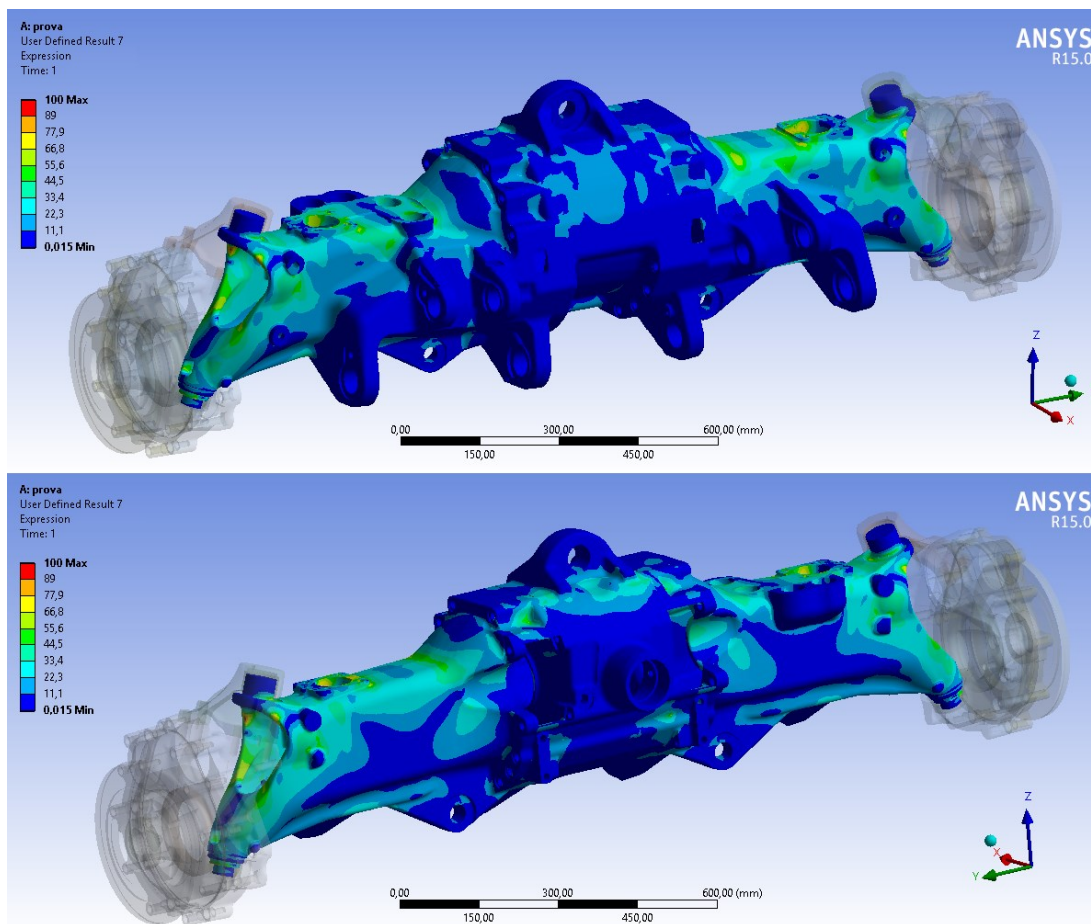 A: prova
User Defined Result 7
Expression
Time: 1
ANSYS
R15.0
100 Max
89
77,9
66,8
55,6
44,5
33,4
22,3
11,1
0,015 Min
Z
X
0,00 300,00 600,00 (mm)
150,00 450,00
A: prova
User Defined Result 7
Expression
Time: 1
ANSYS
R15.0
100 Max
89
77,9
66,8
55,6
44,5
33,4
22,3
11,1
0,015 Min
Z
X
Y
0,00 300,00 600,00 (mm)
150,00 450,00